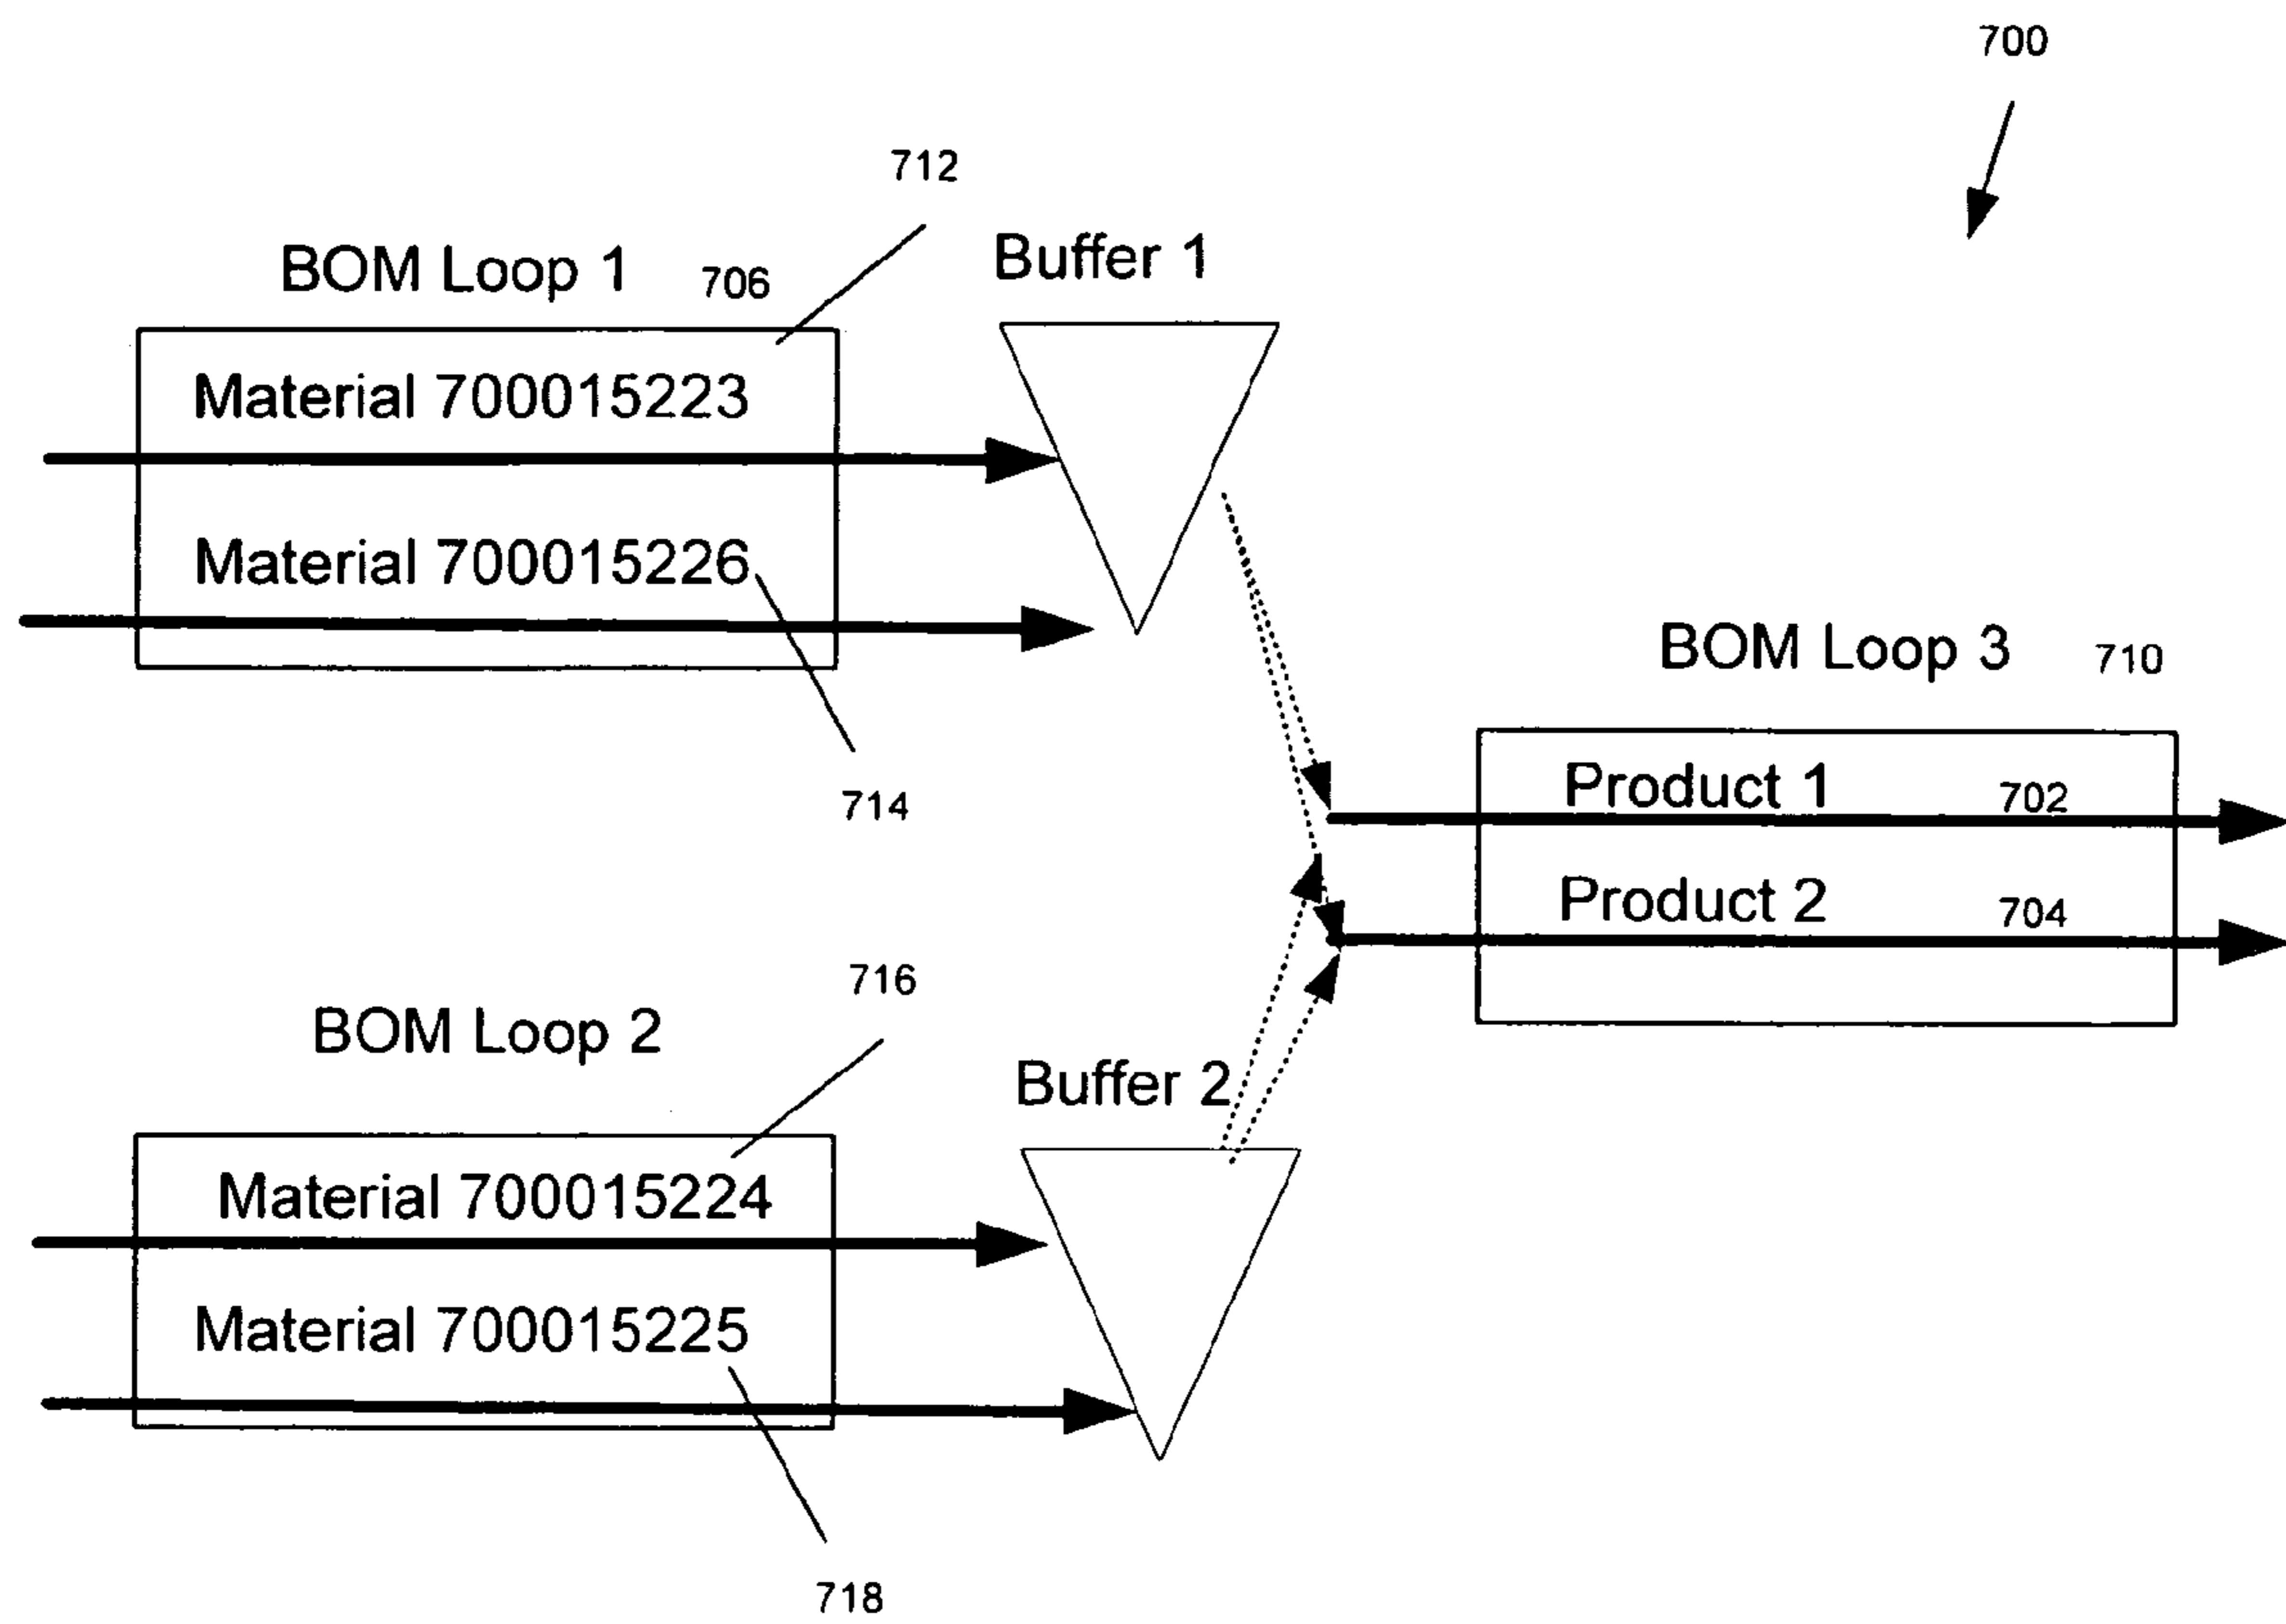 700
712
BOM Loop 1 706
Buffer 1
Material 700015223
Material 700015226
714
BOM Loop 3 710
Product 1 702
Product 2 704
716
BOM Loop 2
Buffer 2
Material 700015224
Material 700015225
718